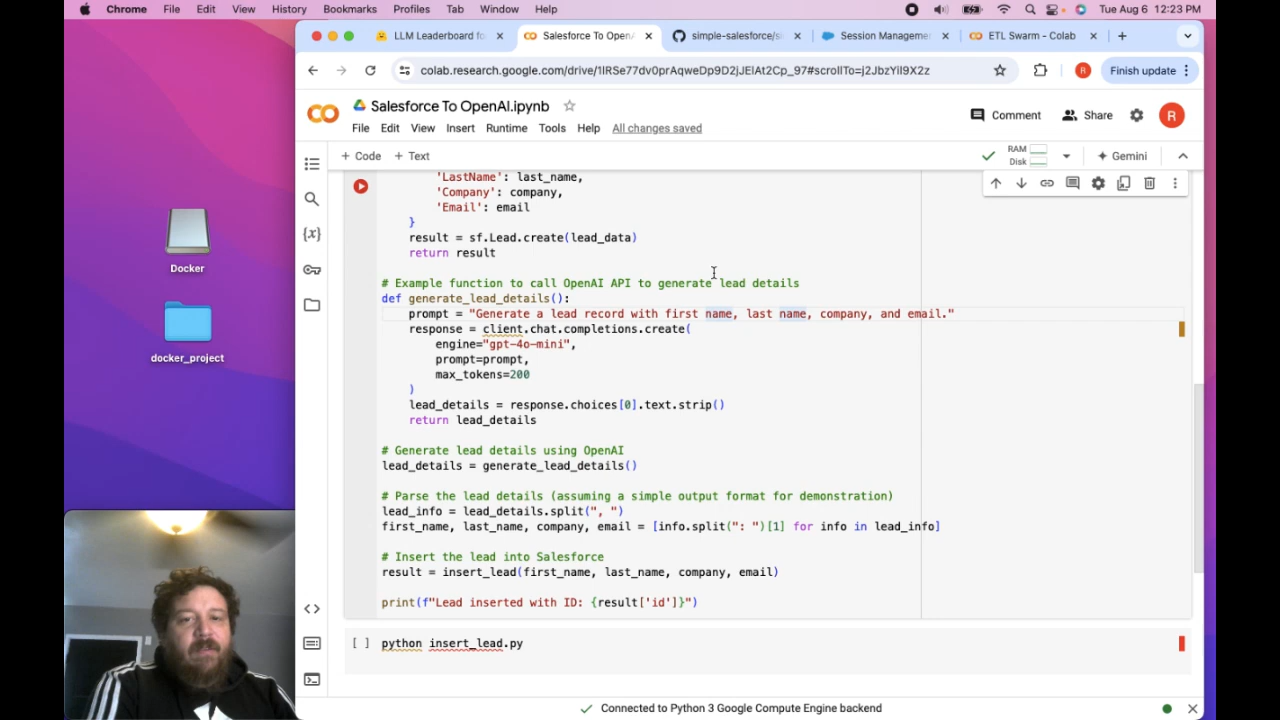 Chrome File Edit View History Bookmarks Profiles Tab Window Help Tue Aug 6 12:23 PM
LLM Leaderboard fo Salesforce To OpenA simple-salesforce/si Session Manageme ETL Swarm - Colab
colab.research.google.com/drive/1IRSe77dv0prAqweDp9D2jJElAt2Cp_97#scrollTo=j2JbzYil9X2z R Finish update
Salesforce To OpenAI.ipynb
Comment Share R
File Edit View Insert Runtime Tools Help All changes saved
+ Code + Text RAM Disk Gemini
'LastName': last_name,
'Company': company,
'Email': email
}
result = sf.Lead.create(lead_data)
return result
# Example function to call OpenAI API to generate lead details
def generate_lead_details():
prompt = "Generate a lead record with first name, last name, company, and email."
response = client.chat.completions.create(
engine="gpt-4o-mini",
prompt=prompt,
max_tokens=200
)
lead_details = response.choices[0].text.strip()
return lead_details
# Generate lead details using OpenAI
lead_details = generate_lead_details()
# Parse the lead details (assuming a simple output format for demonstration)
lead_info = lead_details.split(", ")
first_name, last_name, company, email = [info.split(": ")[1] for info in lead_info]
# Insert the lead into Salesforce
result = insert_lead(first_name, last_name, company, email)
print(f"Lead inserted with ID: {result['id']}")
[ ] python insert_lead.py
Connected to Python 3 Google Compute Engine backend
Docker
docker_project